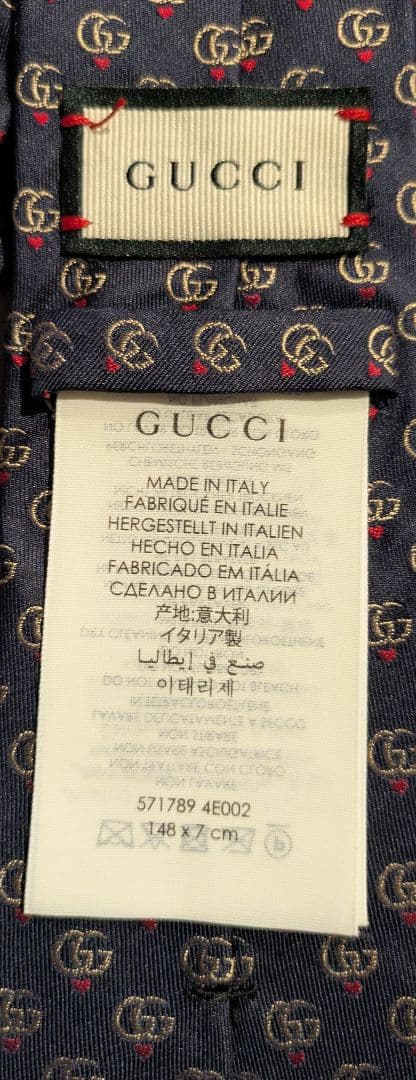 GUCCI
GUCCI
MADE IN ITALY
FABRIQUÉ EN ITALIE
HERGESTELLT IN ITALIEN
HECHO EN ITALIA
FABRICADO EM ITÁLIA
СДЕЛАНО В ИТАЛИИ
产地:意大利
イタリア製
صنع في إيطاليا
이태리제
571789 4E002
148 x 7 cm